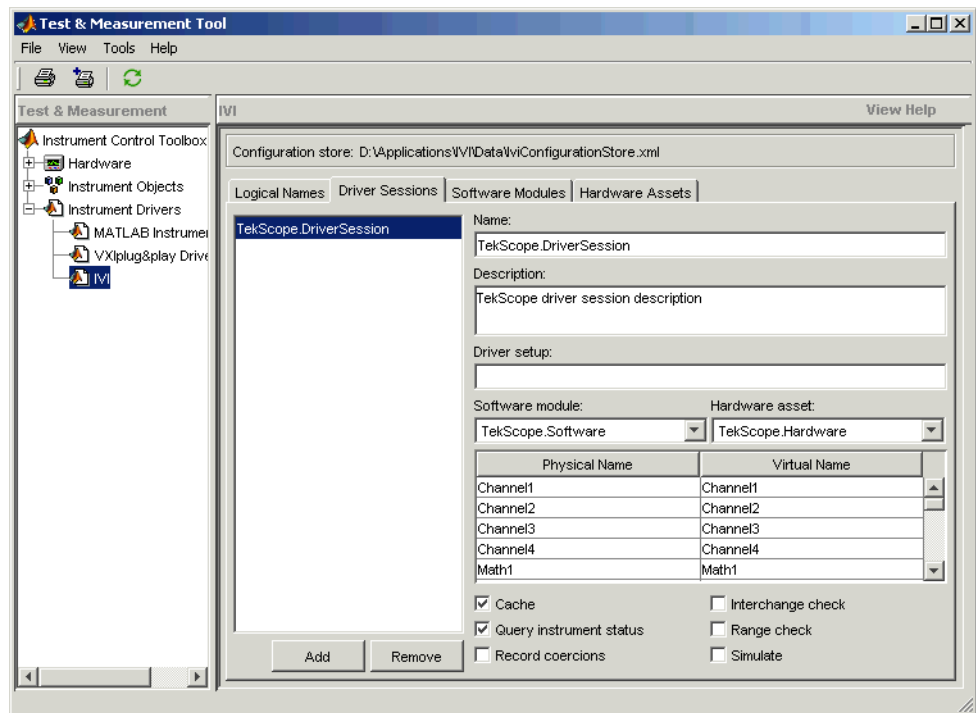 Test & Measurement Tool
File View Tools Help
Test & Measurement
IVI
View Help
Instrument Control Toolbox
Hardware
Instrument Objects
Instrument Drivers
MATLAB Instrumen
VXIplug&play Drive
IVI
Configuration store: D:\Applications\IVI\Data\IviConfigurationStore.xml
Logical Names Driver Sessions Software Modules Hardware Assets
TekScope.DriverSession
Name:
TekScope.DriverSession
Description:
TekScope driver session description
Driver setup:
Software module: Hardware asset:
TekScope.Software TekScope.Hardware
Physical Name Virtual Name
Channel1 Channel1
Channel2 Channel2
Channel3 Channel3
Channel4 Channel4
Math1 Math1
Cache Interchange check
Query instrument status Range check
Record coercions Simulate
Add Remove